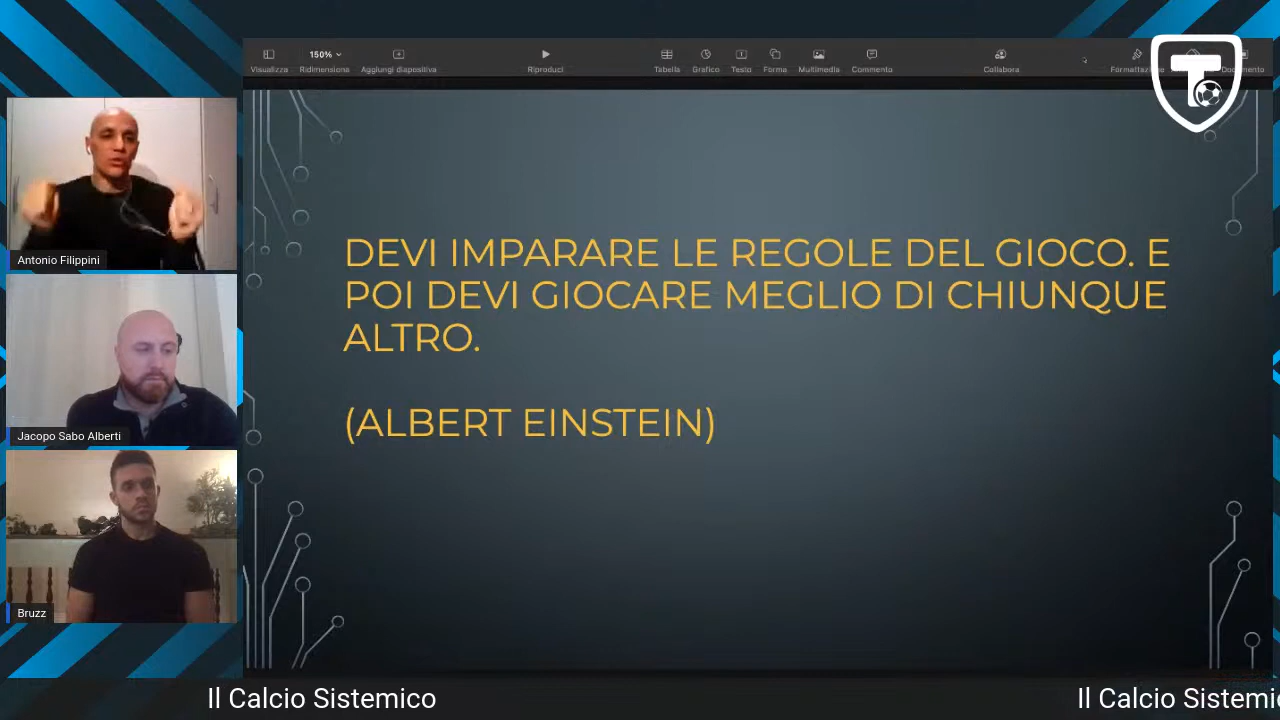 150%
Visualizza
Ridimensiona
Aggiungi diapositiva
Riproduci
Tabella
Grafico
Testo
Forma
Multimedia
Commento
Collabora
T
Antonio Filippini
Jacopo Sabo Alberti
Bruzz
DEVI IMPARARE LE REGOLE DEL GIOCO. E
POI DEVI GIOCARE MEGLIO DI CHIUNQUE
ALTRO.
(ALBERT EINSTEIN)
Il Calcio Sistemico
Il Calcio Sistemi